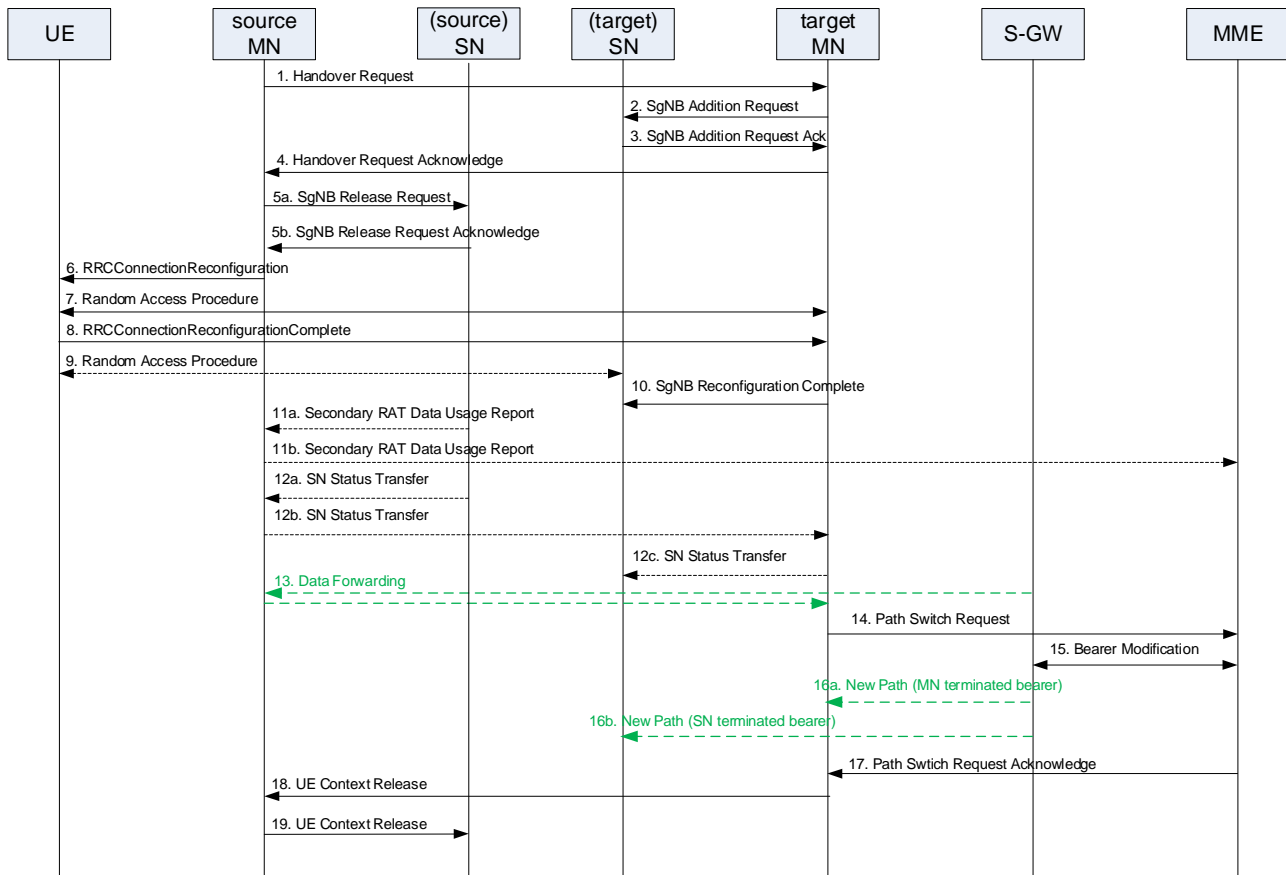 UE
source
MN
(source)
SN
(target)
SN
target
MN
S-GW
MME
1. Handover Request
2. SgNB Addition Request
3. SgNB Addition Request Ack
4. Handover Request Acknowledge
5a. SgNB Release Request
5b. SgNB Release Request Acknowledge
6. RRCConnectionReconfiguration
7. Random Access Procedure
8. RRCConnectionReconfigurationComplete
9. Random Access Procedure
10. SgNB Reconfiguration Complete
11a. Secondary RAT Data Usage Report
11b. Secondary RAT Data Usage Report
12a. SN Status Transfer
12b. SN Status Transfer
12c. SN Status Transfer
13. Data Forwarding
14. Path Switch Request
15. Bearer Modification
16a. New Path (MN terminated bearer)
16b. New Path (SN terminated bearer)
17. Path Swtich Request Acknowledge
18. UE Context Release
19. UE Context Release